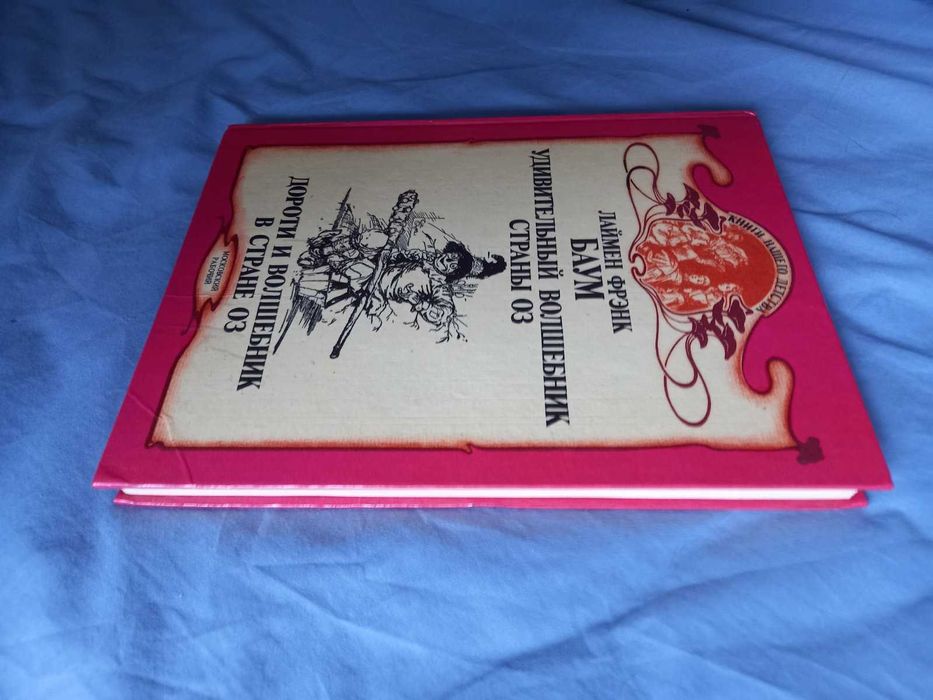 КНИГИ НАШЕГО ДЕТСТВА
ЛАЙМЕН ФРЭНК
БАУМ
УДИВИТЕЛЬНЫЙ ВОЛШЕБНИК
СТРАНЫ ОЗ
ДОРОТИ И ВОЛШЕБНИК
В СТРАНЕ ОЗ
МОСКОВСКИЙ
РАБОЧИЙ